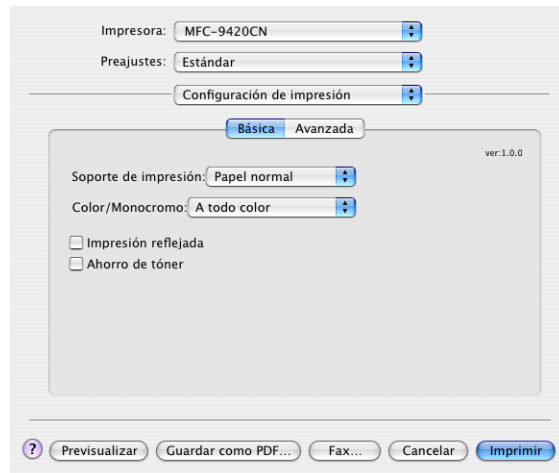 Impresora: MFC-9420CN
Preajustes: Estándar
Configuración de impresión
Básica Avanzada
ver:1.0.0
Soporte de impresión: Papel normal
Color/Monocromo: A todo color
Impresión reflejada
Ahorro de tóner
? Previsualizar Guardar como PDF... Fax... Cancelar Imprimir